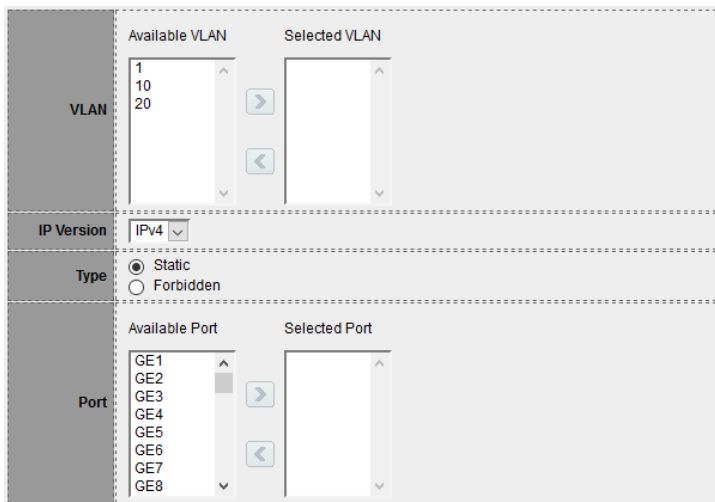 Available VLAN Selected VLAN
1
10
20
VLAN
IP Version IPv4
Type
Static
Forbidden
Available Port Selected Port
GE1
GE2
GE3
GE4
GE5
GE6
GE7
GE8
Port